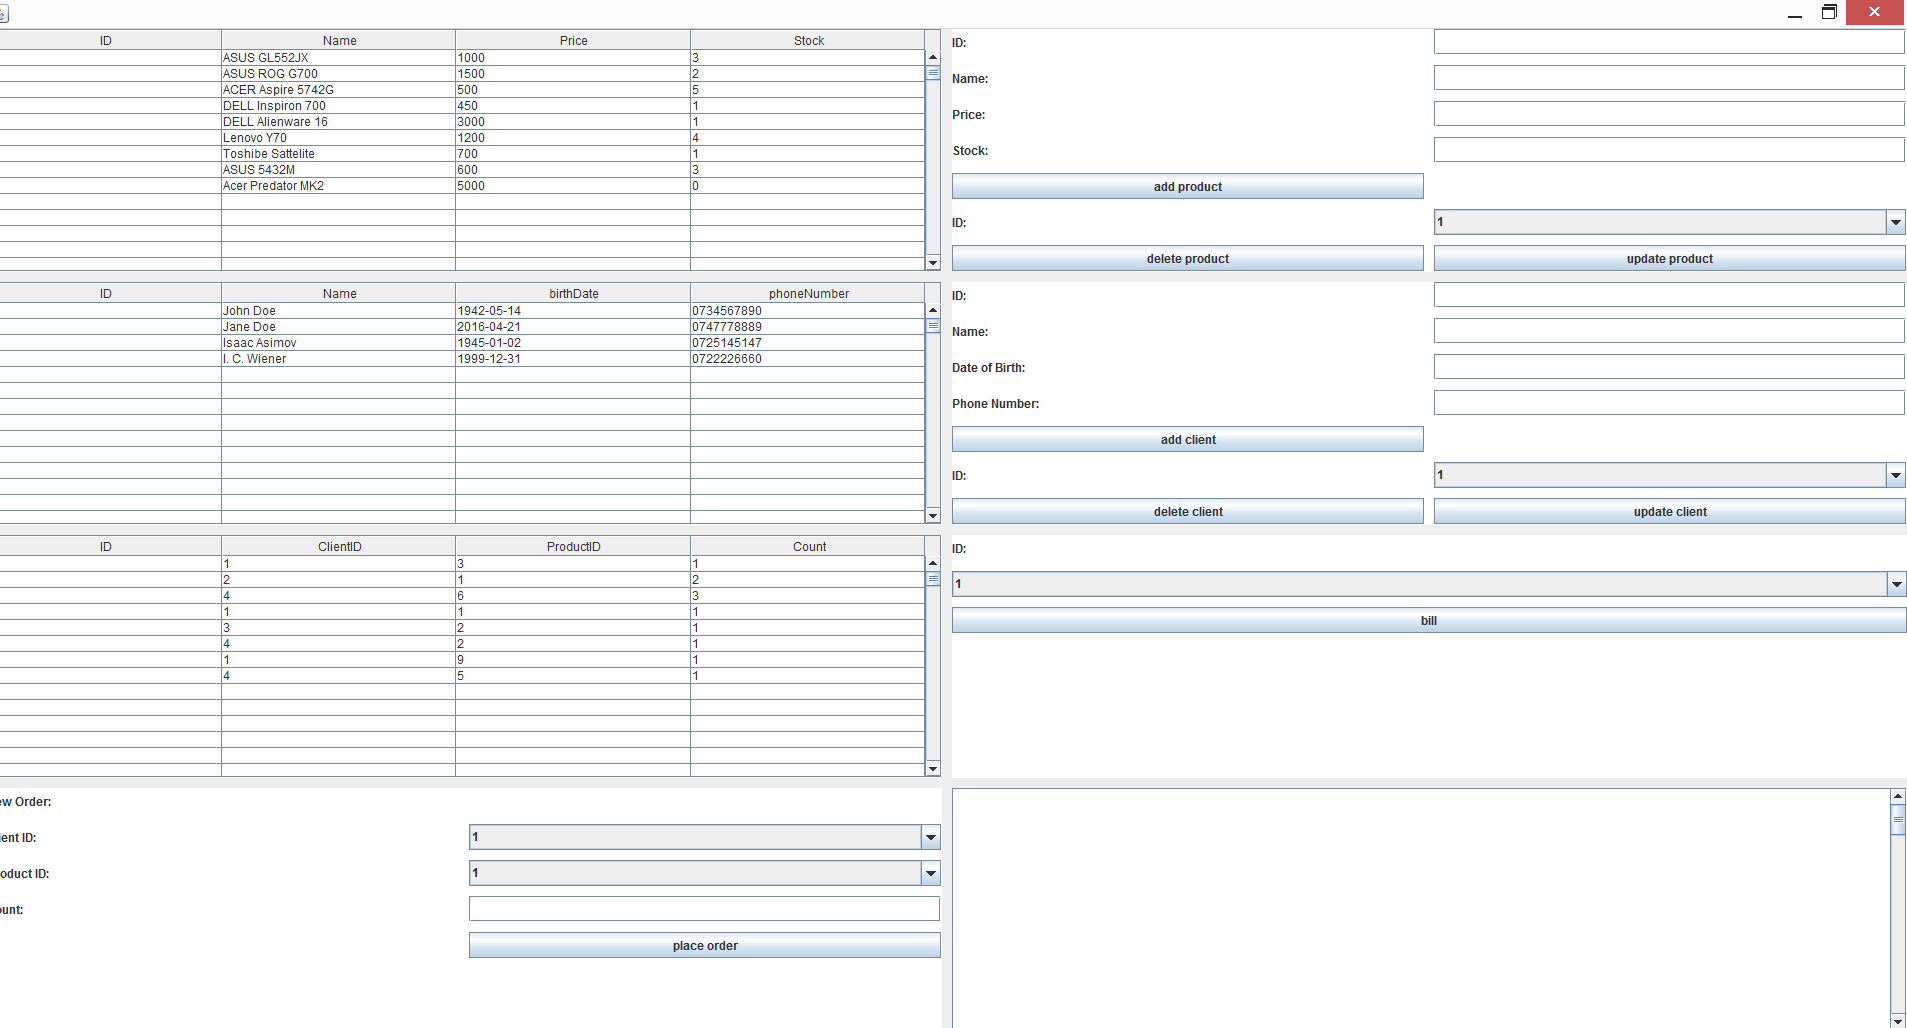 ID Name Price Stock
ASUS GL552JX 1000 3
ASUS ROG G700 1500 2
ACER Aspire 5742G 500 5
DELL Inspiron 700 450 1
DELL Alienware 16 3000 1
Lenovo Y70 1200 4
Toshibe Sattelite 700 1
ASUS 5432M 600 3
Acer Predator MK2 5000 0
ID:
Name:
Price:
Stock:
add product
ID: 1
delete product update product
ID Name birthDate phoneNumber
John Doe 1942-05-14 0734567890
Jane Doe 2016-04-21 0747778889
Isaac Asimov 1945-01-02 0725145147
I. C. Wiener 1999-12-31 0722226660
ID:
Name:
Date of Birth:
Phone Number:
add client
ID: 1
delete client update client
ID ClientID ProductID Count
1 3 1
2 1 2
4 6 3
1 1 1
3 2 1
4 2 1
1 9 1
4 5 1
ID:
1
bill
ew Order:
ient ID: 1
oduct ID: 1
ount:
place order